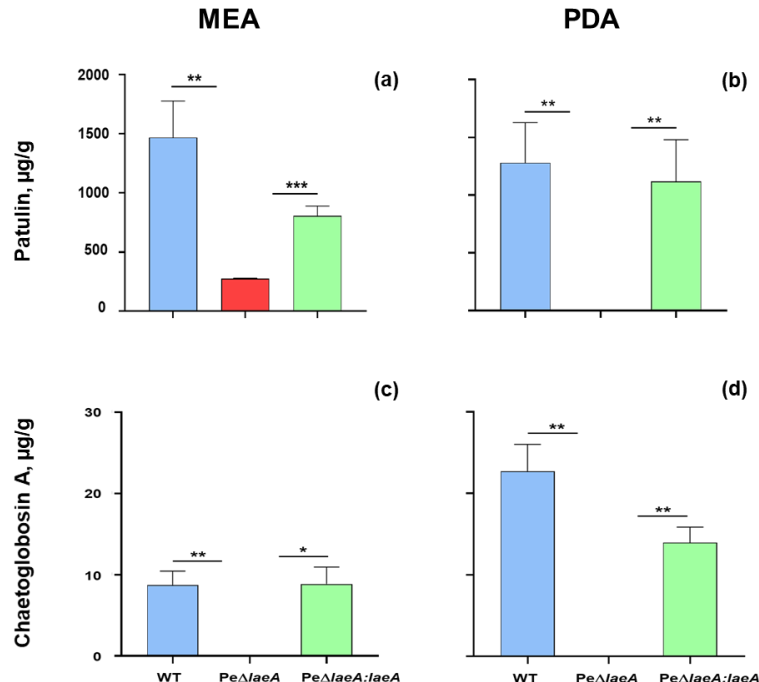 MEA PDA
(a) (b)
2000
1500
1000
500
0
Patulin, µg/g
**
***
**
**
(c) (d)
30
20
10
0
Chaetoglobosin A, µg/g
**
*
**
**
WT PeΔlaeA PeΔlaeA:laeA WT PeΔlaeA PeΔlaeA:laeA